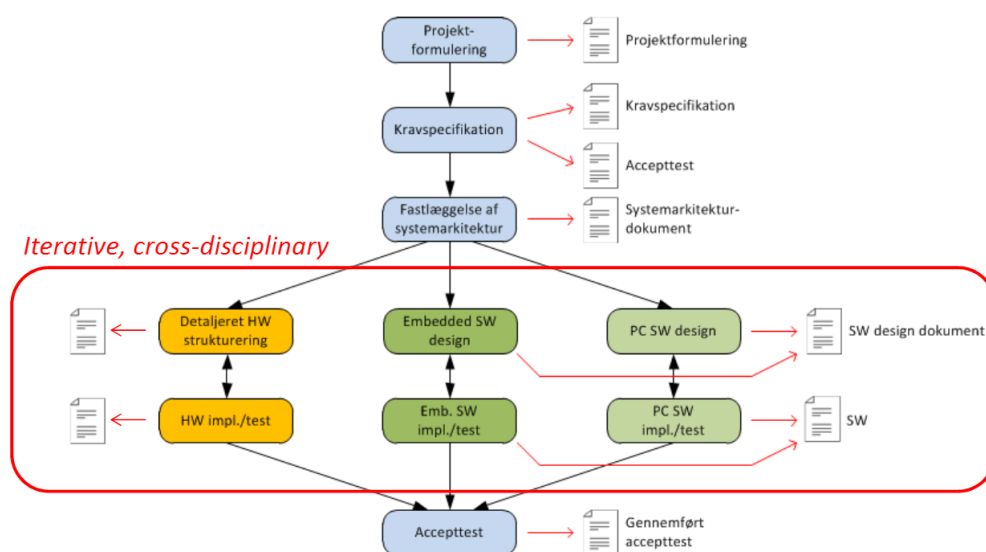 Projekt-
formulering
Projektformulering
Kravspecifikation
Kravspecifikation
Accepttest
Fastlæggelse af
systemarkitektur
Systemarkitektur-
dokument
Iterative, cross-disciplinary
Detaljeret HW
strukturering
Embedded SW
design
PC SW design
SW design dokument
HW impl./test
Emb. SW
impl./test
PC SW
impl./test
SW
Accepttest
Gennemført
accepttest